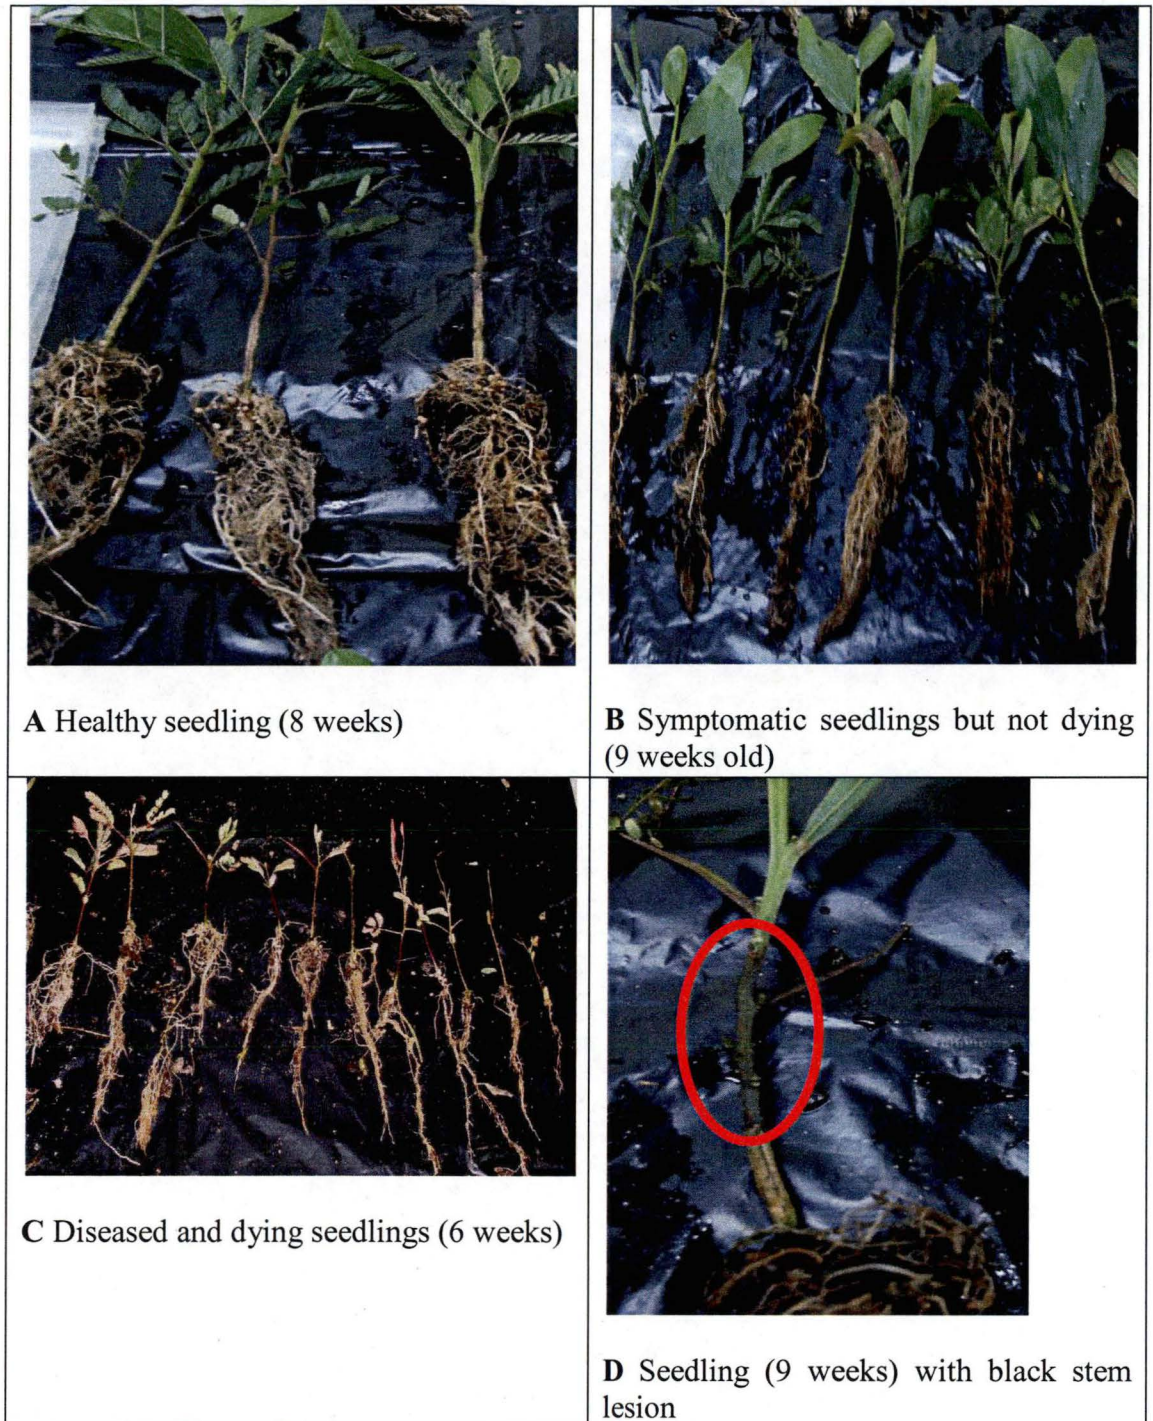 A Healthy seedling (8 weeks)
B Symptomatic seedlings but not dying
(9 weeks old)
C Diseased and dying seedlings (6 weeks)
D Seedling (9 weeks) with black stem
lesion